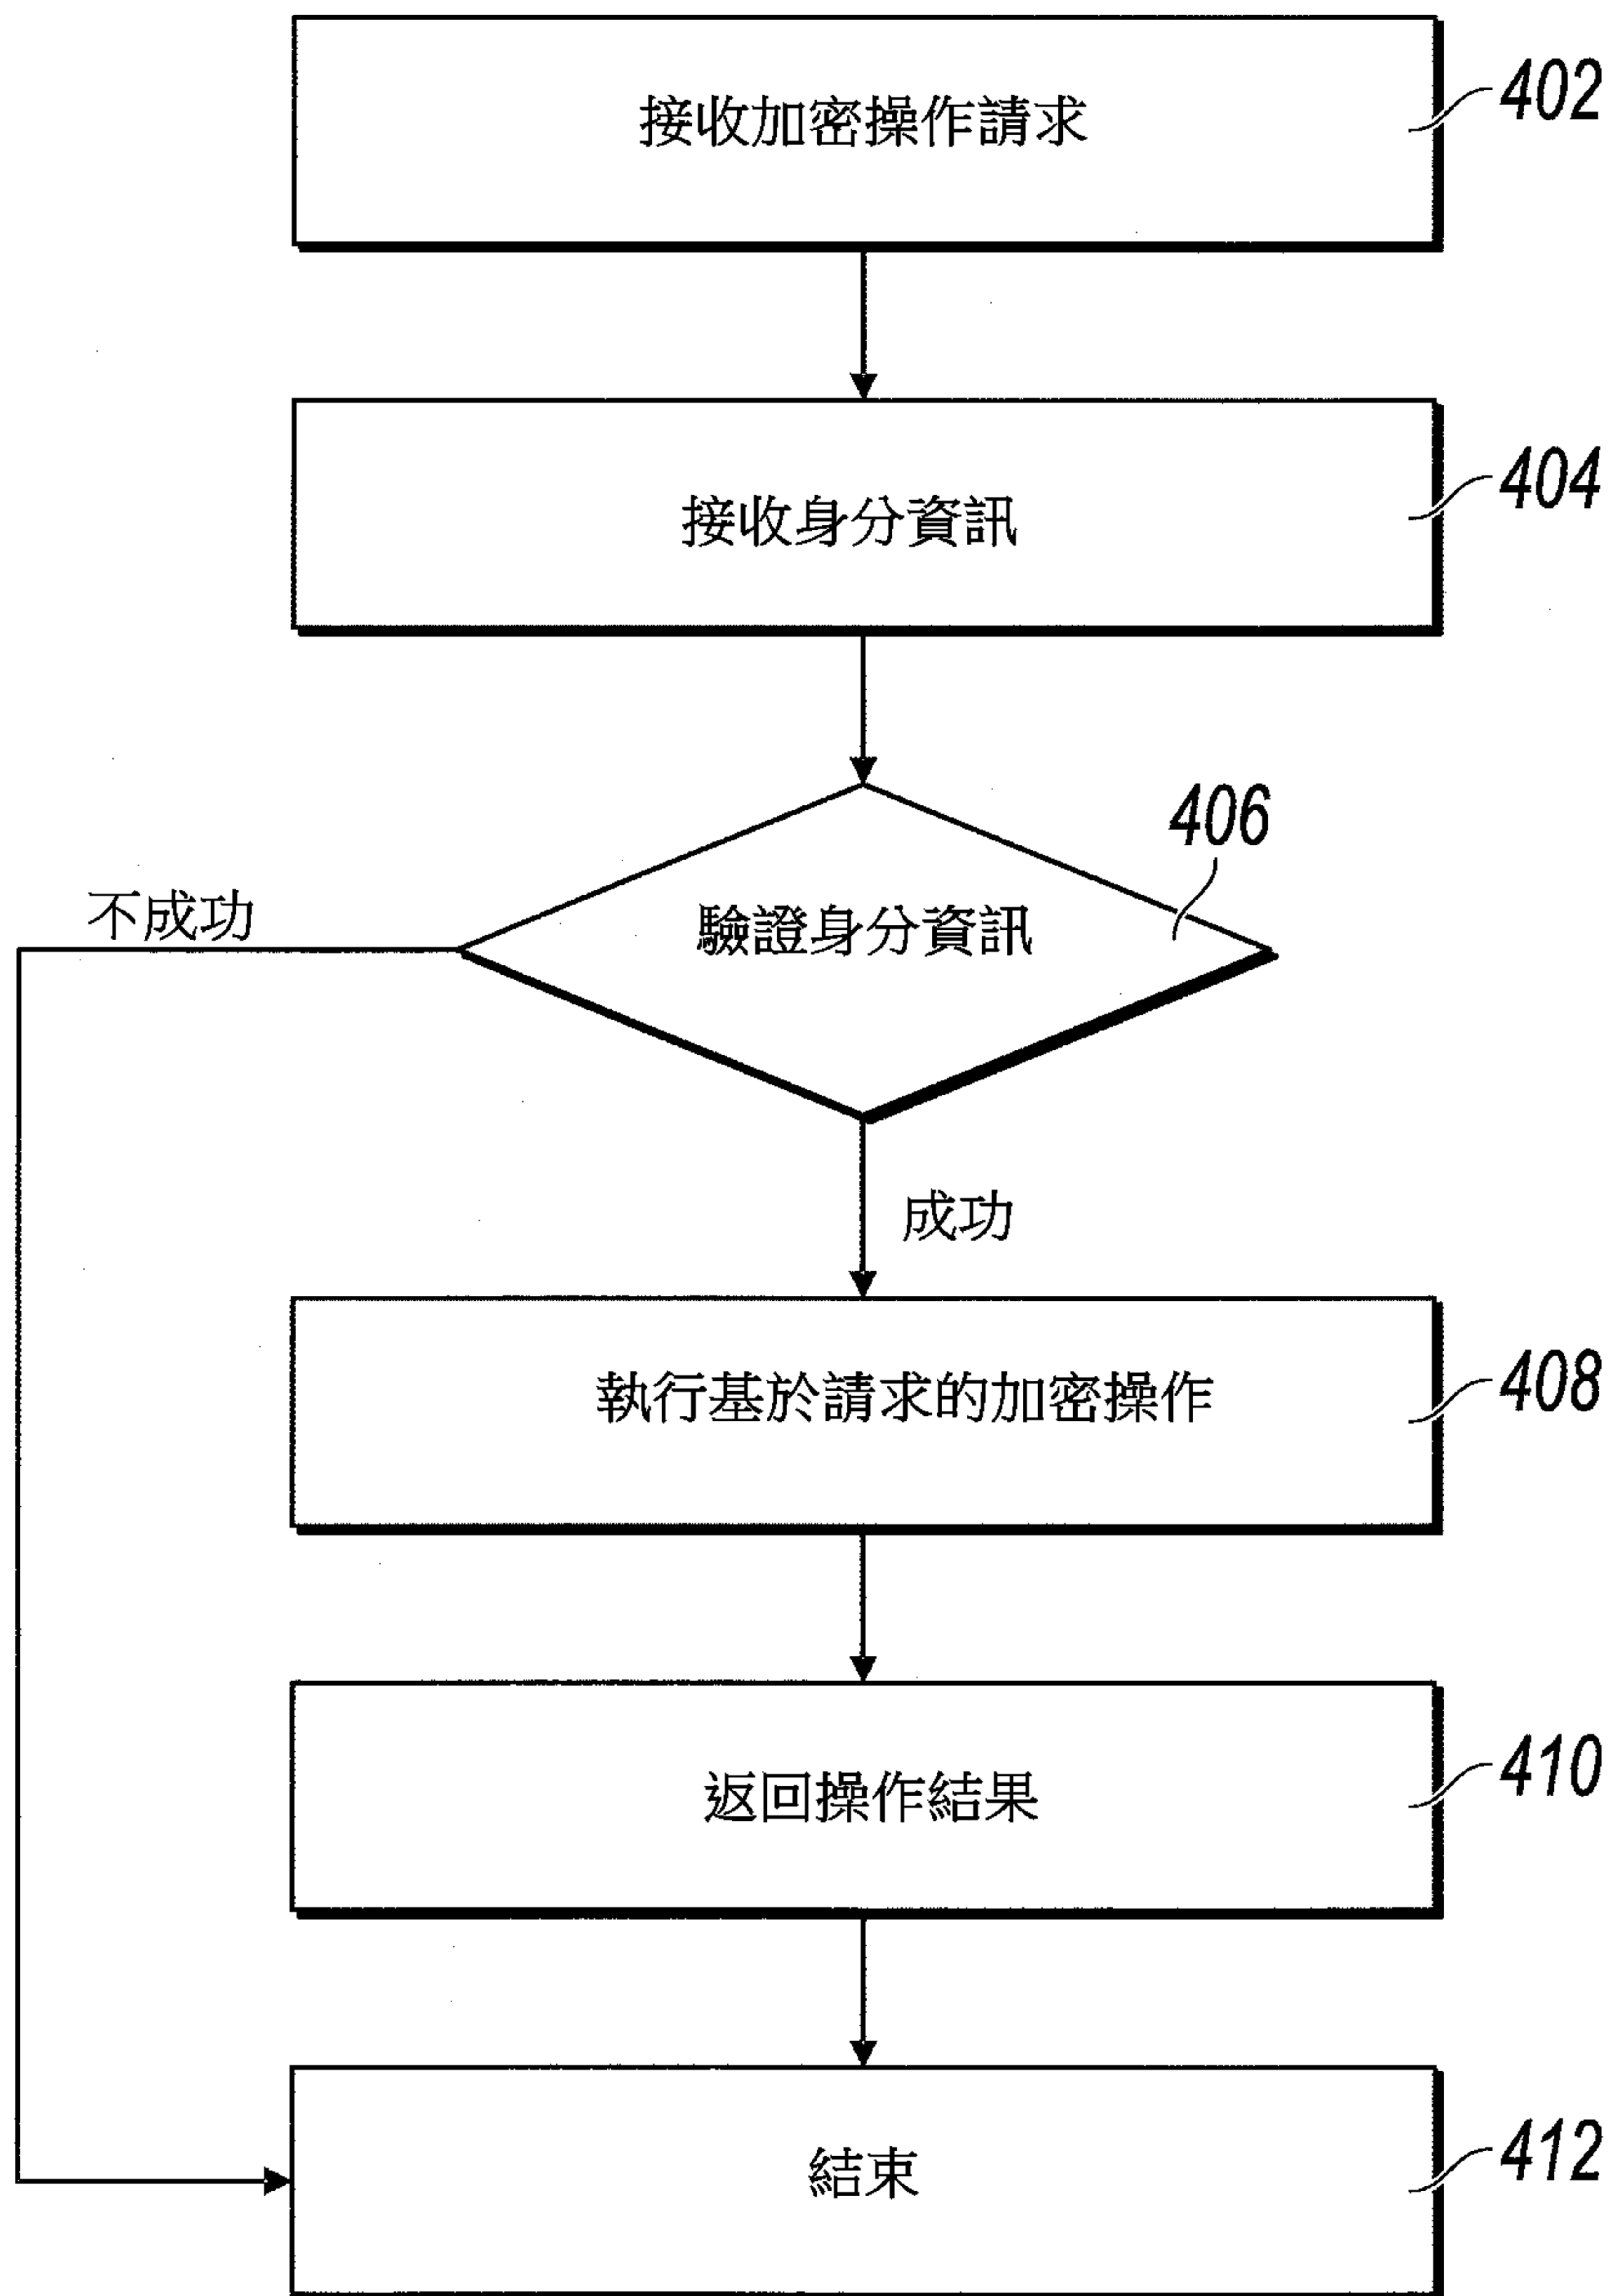 接收加密操作請求
402
接收身分資訊
404
406
驗證身分資訊
不成功
成功
執行基於請求的加密操作
408
返回操作結果
410
結束
412